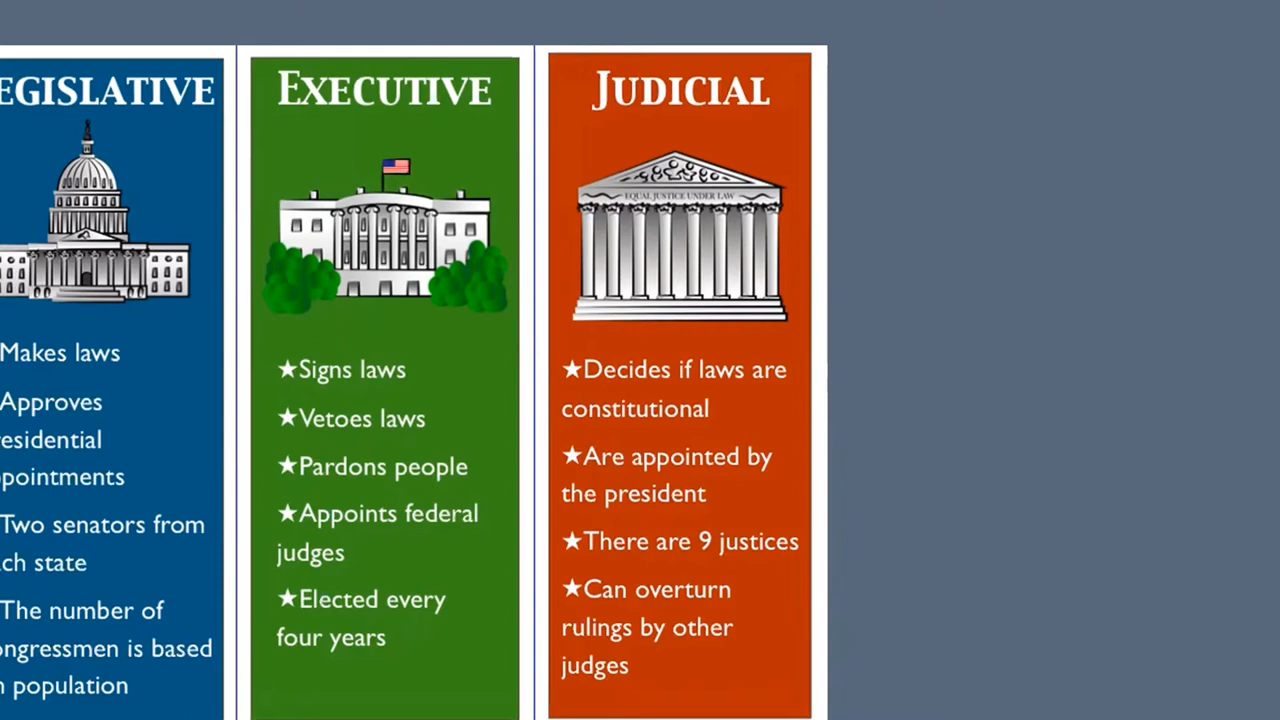 EGISLATIVE
Makes laws
Approves
residential
ppointments
Two senators from
ch state
The number of
ongressmen is based
n population
EXECUTIVE
★Signs laws
★Vetoes laws
★Pardons people
★Appoints federal
judges
★Elected every
four years
JUDICIAL
EQUAL JUSTICE UNDER LAW
★Decides if laws are
constitutional
★Are appointed by
the president
★There are 9 justices
★Can overturn
rulings by other
judges